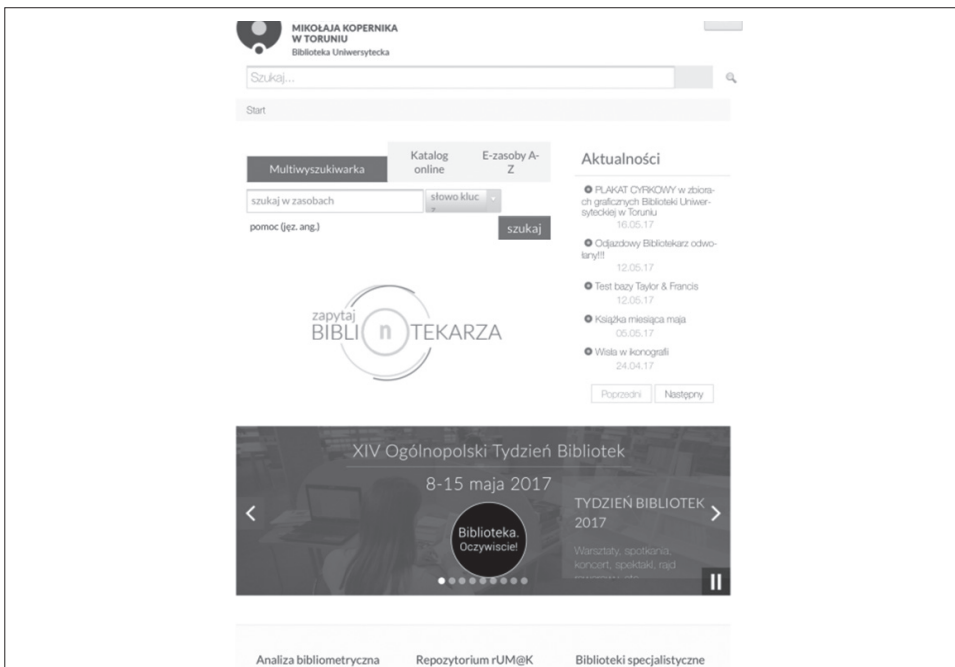 MIKOŁAJA KOPERNIKA
W TORUNIU
Biblioteka Uniwersytecka
Szukaj...
Start
Multiwyszukiwarka
Katalog
online
E-zasoby A-
Z
szukaj w zasobach
słowo kluc
z
pomoc (jęz. ang.)
szukaj
zapytaj
BIBLI n TEKARZA
Aktualności
PLAKAT CYRKOWY w zbiora-
ch graficznych Biblioteki Uniwer-
syteckiej w Toruniu
16.05.17
Odjazdowy Bibliotekarz odwo-
łany!!!
12.05.17
Test bazy Taylor & Francis
12.05.17
Książka miesiąca maja
05.05.17
Wisła w ikonografii
24.04.17
Poprzedni
Następny
XIV Ogólnopolski Tydzień Bibliotek
8-15 maja 2017
Biblioteka.
Oczywiscie!
TYDZIEŃ BIBLIOTEK
2017
Warsztaty, spotkania,
koncert, spektakl, rajd
Analiza bibliometryczna
Repozytorium rUM@K
Biblioteki specjalistyczne